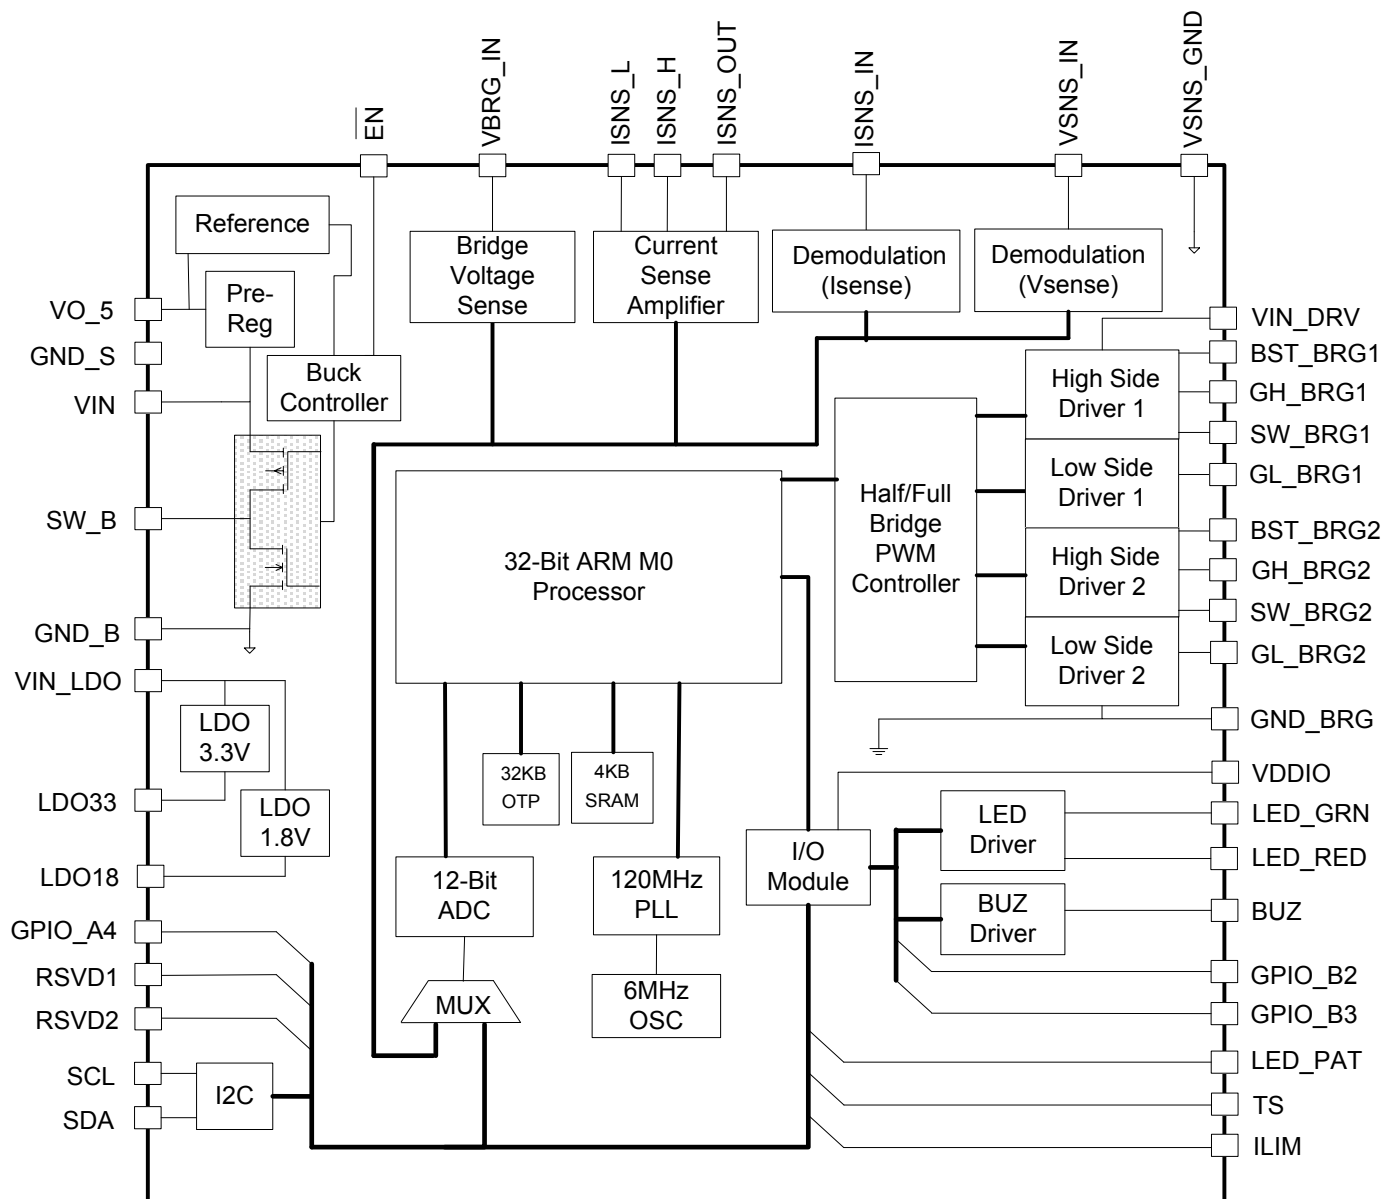 EN
VBRG_IN
ISNS_L
ISNS_H
ISNS_OUT
ISNS_IN
VSNS_IN
VSNS_GND
Reference
Pre-
Reg
Buck
Controller
Bridge
Voltage
Sense
Current
Sense
Amplifier
Demodulation
(Isense)
Demodulation
(Vsense)
VO_5
GND_S
VIN
SW_B
GND_B
VIN_LDO
LDO
3.3V
LDO33
LDO
1.8V
LDO18
GPIO_A4
RSVD1
RSVD2
SCL
SDA
I2C
32-Bit ARM M0
Processor
32KB
OTP
4KB
SRAM
12-Bit
ADC
MUX
120MHz
PLL
6MHz
OSC
Half/Full
Bridge
PWM
Controller
High Side
Driver 1
Low Side
Driver 1
High Side
Driver 2
Low Side
Driver 2
I/O
Module
LED
Driver
BUZ
Driver
VIN_DRV
BST_BRG1
GH_BRG1
SW_BRG1
GL_BRG1
BST_BRG2
GH_BRG2
SW_BRG2
GL_BRG2
GND_BRG
VDDIO
LED_GRN
LED_RED
BUZ
GPIO_B2
GPIO_B3
LED_PAT
TS
ILIM